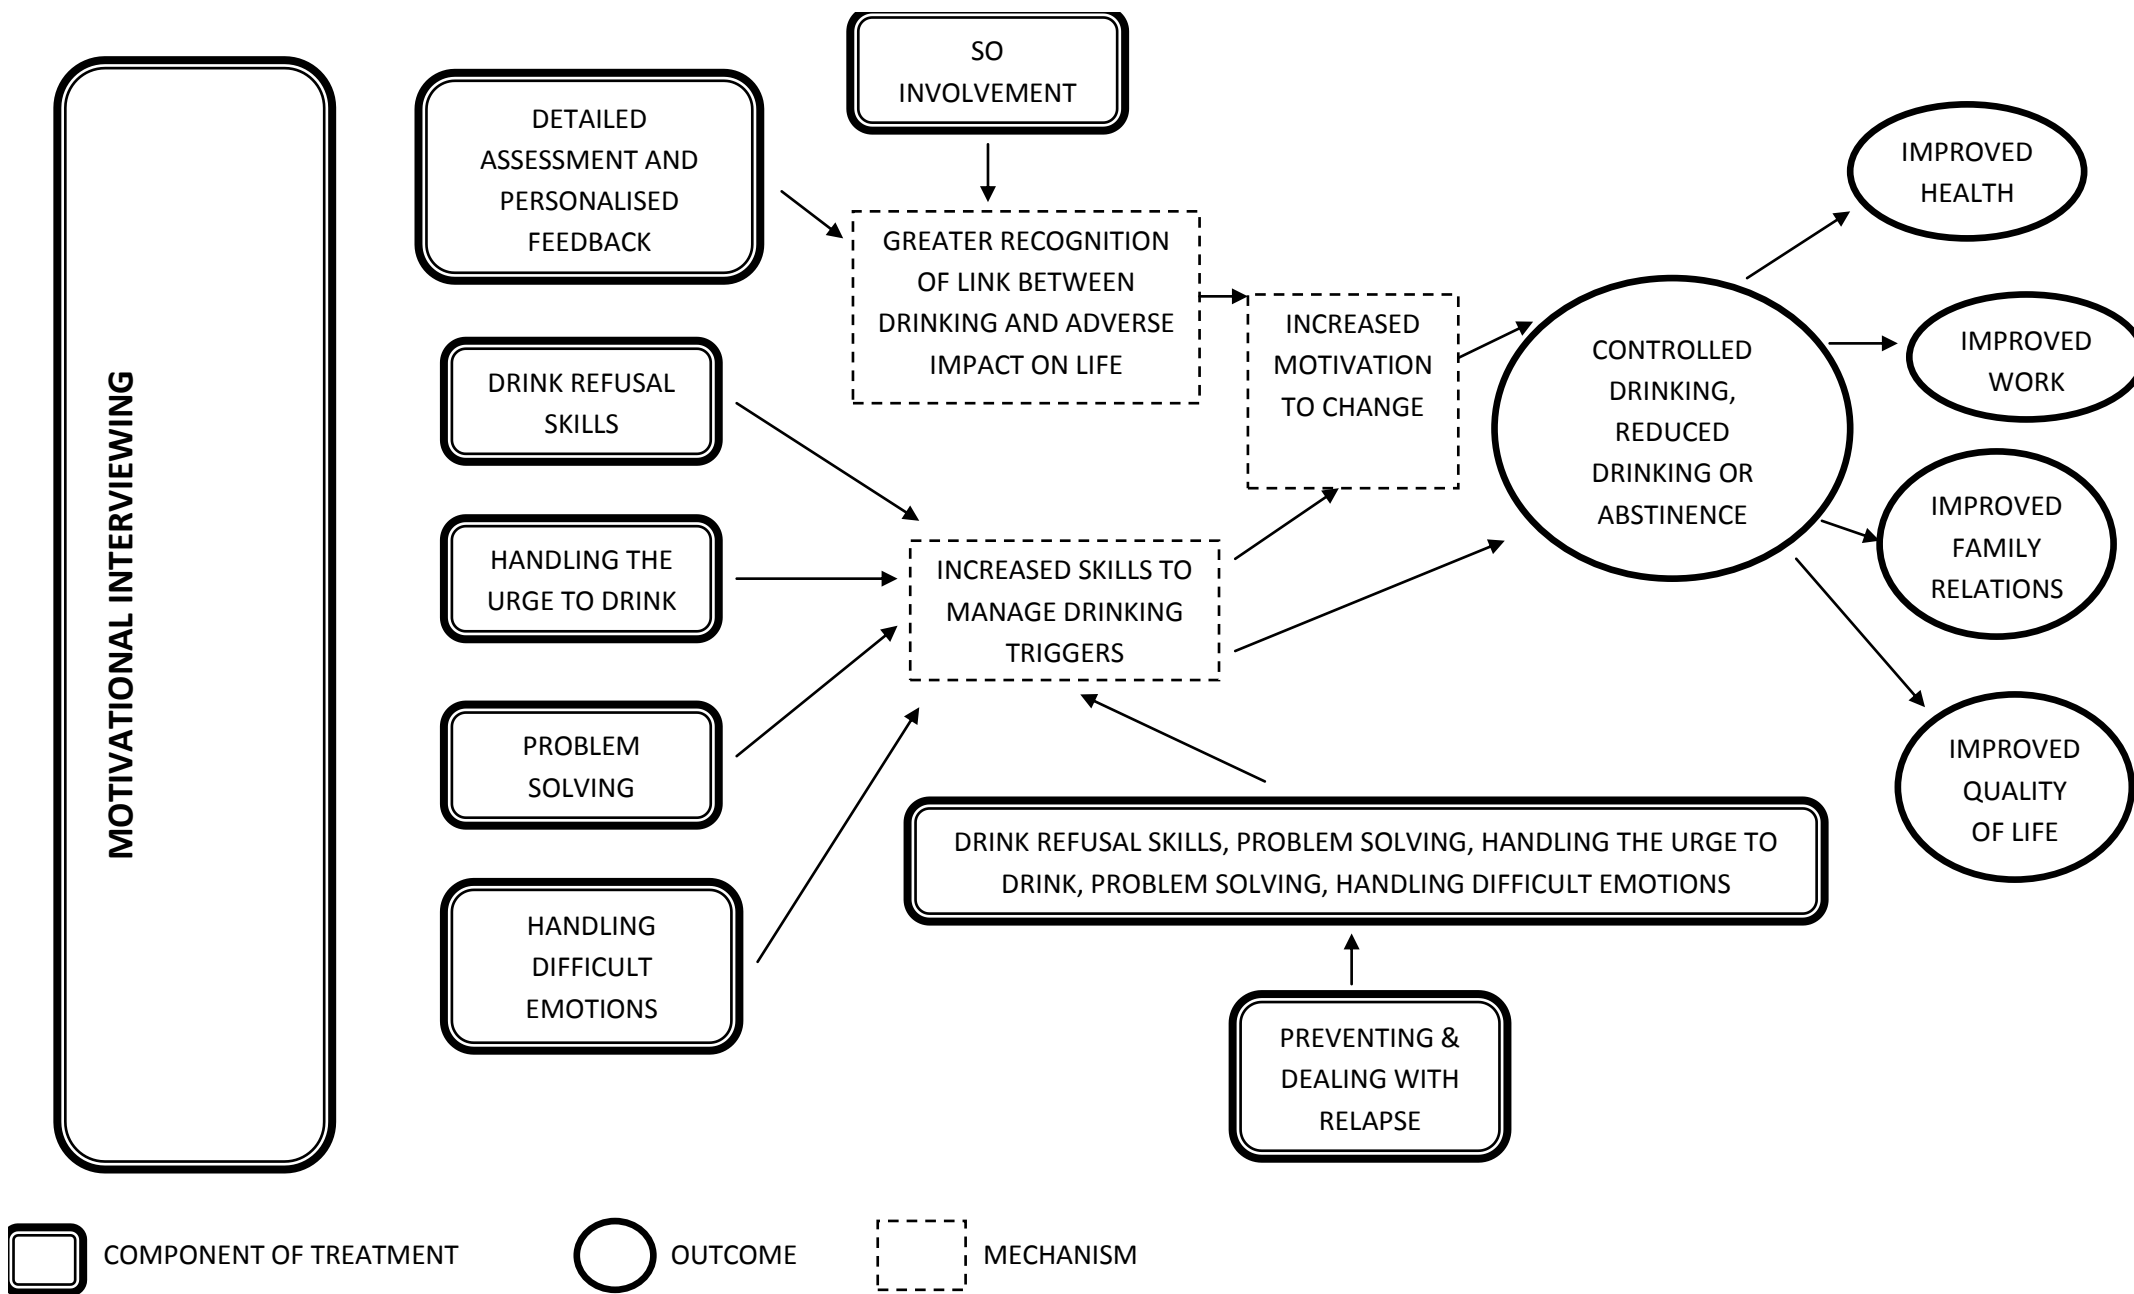 MOTIVATIONAL INTERVIEWING
DETAILED
ASSESSMENT AND
PERSONALISED
FEEDBACK
SO
INVOLVEMENT
DRINK REFUSAL
SKILLS
HANDLING THE
URGE TO DRINK
PROBLEM
SOLVING
HANDLING
DIFFICULT
EMOTIONS
GREATER RECOGNITION
OF LINK BETWEEN
DRINKING AND ADVERSE
IMPACT ON LIFE
INCREASED
MOTIVATION
TO CHANGE
INCREASED SKILLS TO
MANAGE DRINKING
TRIGGERS
DRINK REFUSAL SKILLS, PROBLEM SOLVING, HANDLING THE URGE TO
DRINK, PROBLEM SOLVING, HANDLING DIFFICULT EMOTIONS
PREVENTING &
DEALING WITH
RELAPSE
CONTROLLED
DRINKING,
REDUCED
DRINKING OR
ABSTINENCE
IMPROVED
HEALTH
IMPROVED
WORK
IMPROVED
FAMILY
RELATIONS
IMPROVED
QUALITY
OF LIFE
COMPONENT OF TREATMENT
OUTCOME
MECHANISM